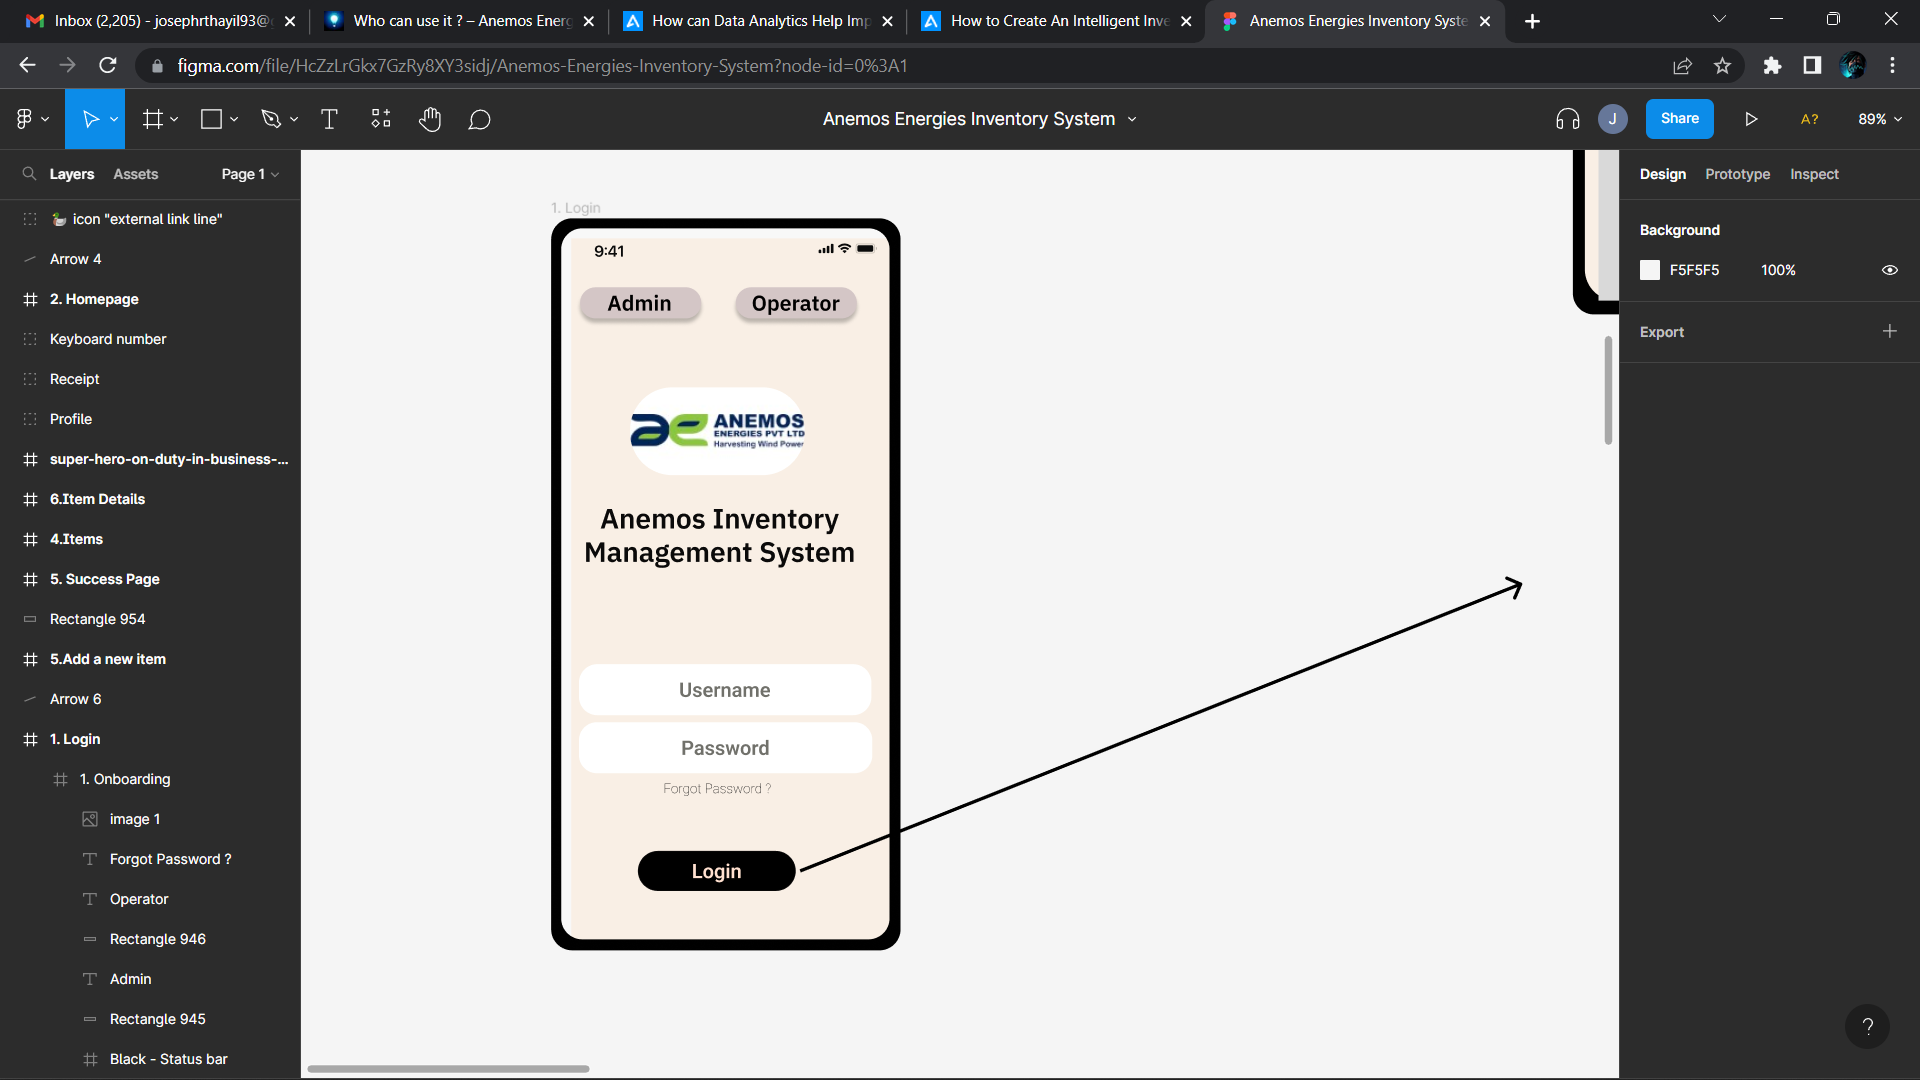 Inbox (2,205) - josephrthayil93@
Who can use it ? – Anemos Energ
How can Data Analytics Help Imp
How to Create An Intelligent Inve
Anemos Energies Inventory Syste
figma.com/file/HcZzLrGkx7GzRy8XY3sidj/Anemos-Energies-Inventory-System?node-id=0%3A1
Anemos Energies Inventory System
J
Share
A?
89%
Layers
Assets
Page 1
icon "external link line"
Arrow 4
2. Homepage
Keyboard number
Receipt
Profile
super-hero-on-duty-in-business-...
6.Item Details
4.Items
5. Success Page
Rectangle 954
5.Add a new item
Arrow 6
1. Login
1. Onboarding
image 1
Forgot Password ?
Operator
Rectangle 946
Admin
Rectangle 945
Black - Status bar
1. Login
9:41
Admin
Operator
ae ANEMOS
ENERGIES PVT LTD
Harvesting Wind Power
Anemos Inventory
Management System
Username
Password
Forgot Password ?
Login
Design
Prototype
Inspect
Background
F5F5F5
100%
Export
?